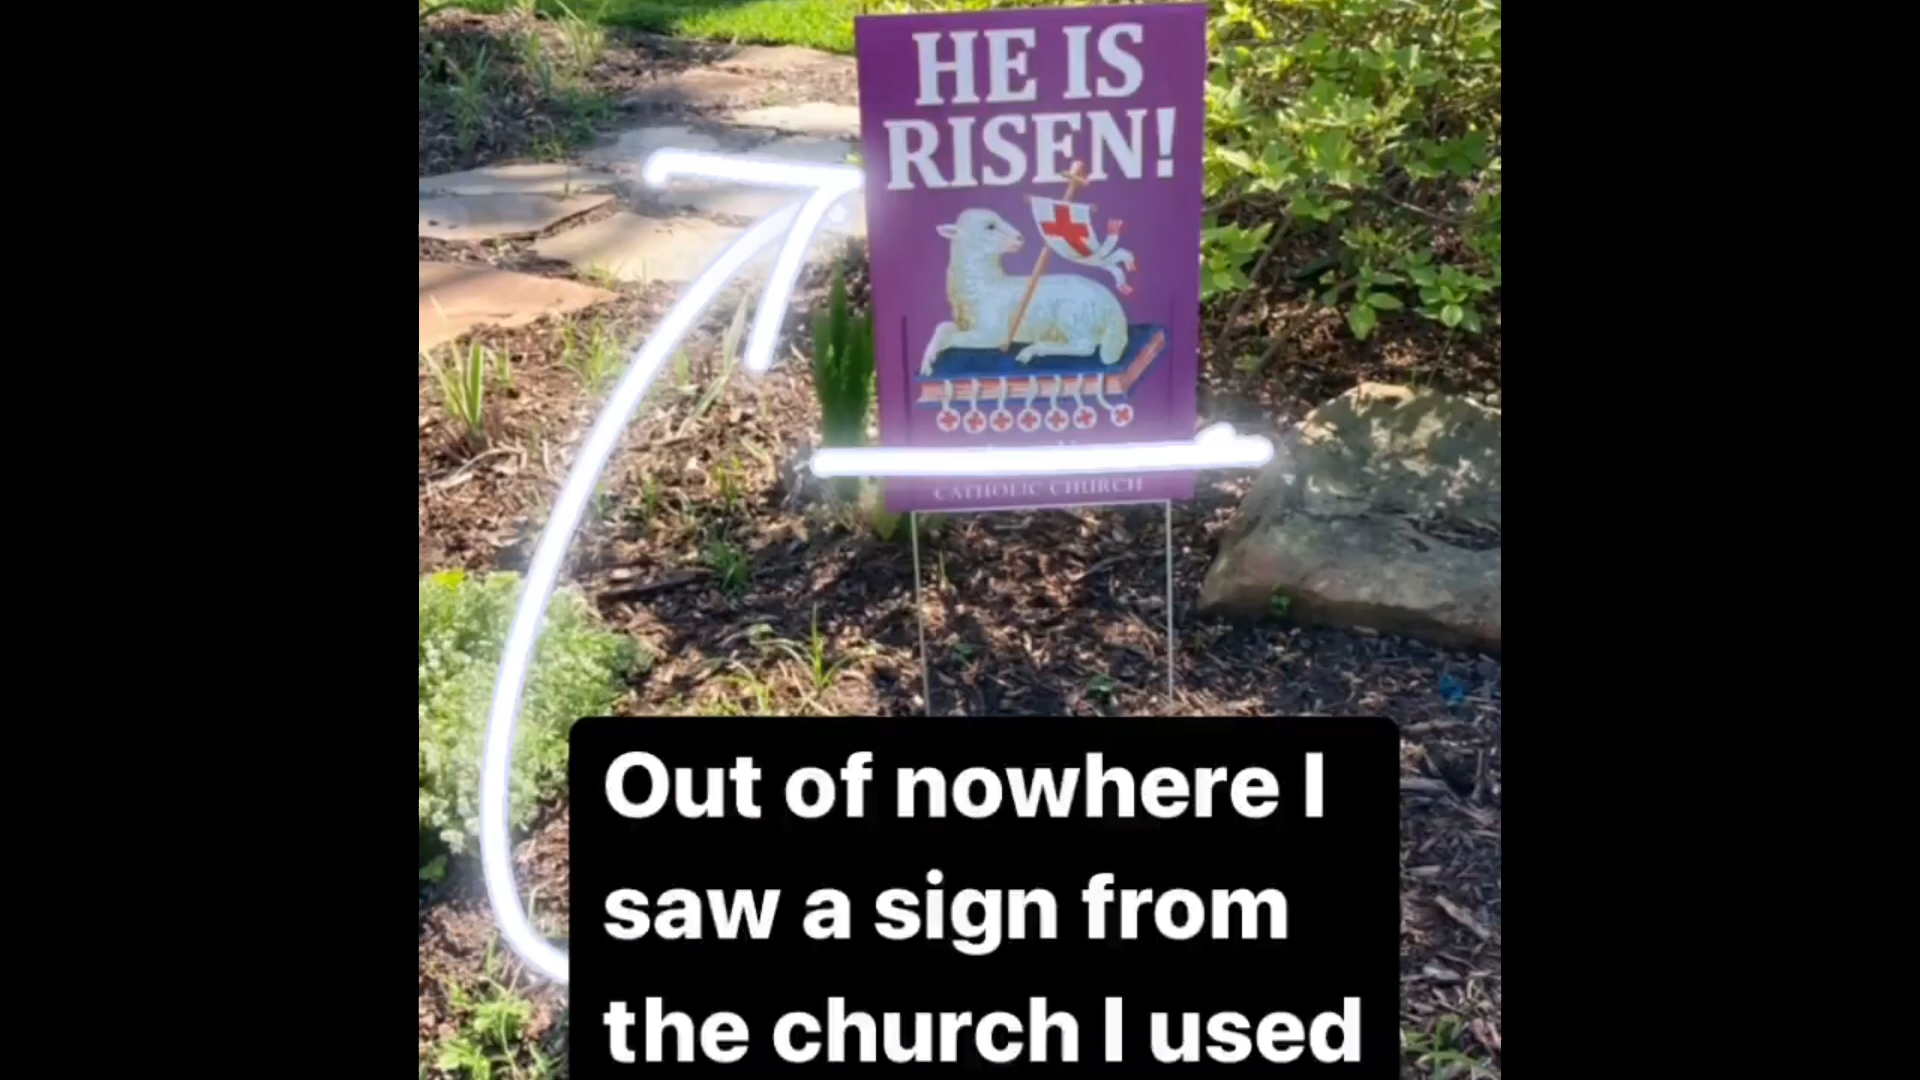 HE IS
RISEN!
CATHOLIC CHURCH
Out of nowhere I
saw a sign from
the church I used